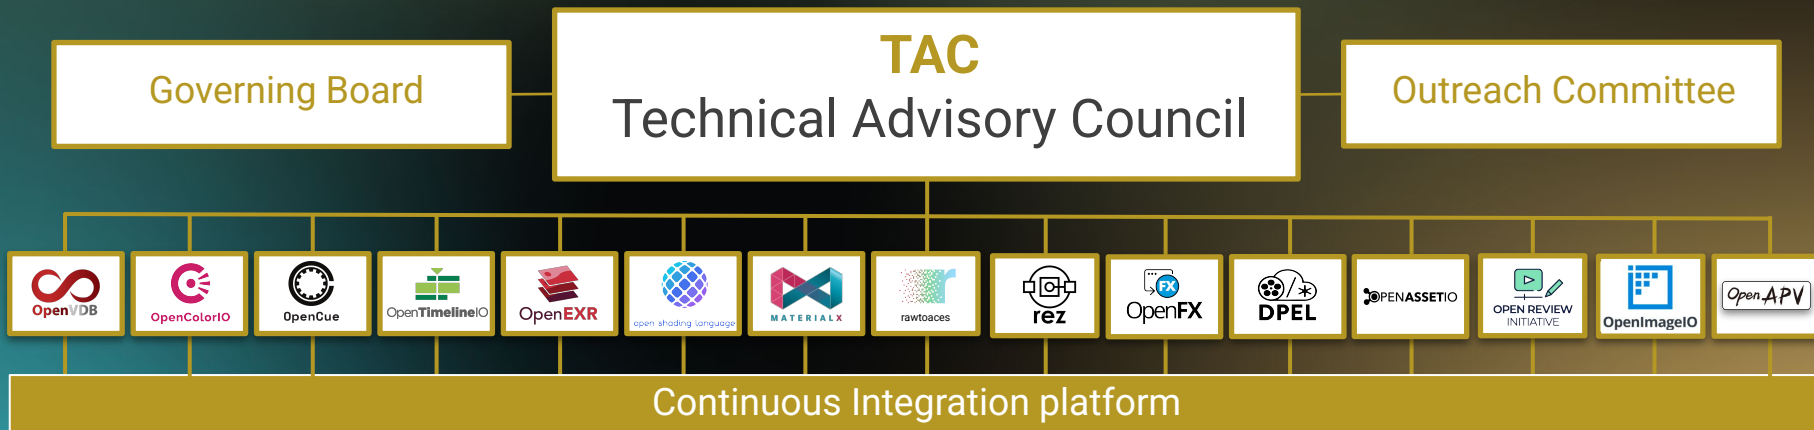 Governing Board
TAC
Technical Advisory Council
Outreach Committee
OpenVDB
OpenColorIO
OpenCue
OpenTimelineIO
OpenEXR
open shading language
MATERIALX
rawtoaces
rez
FX
OpenFX
DPEL
OPENASSETIO
OPEN REVIEW
INITIATIVE
OpenImageIO
OpenAPV
Continuous Integration platform